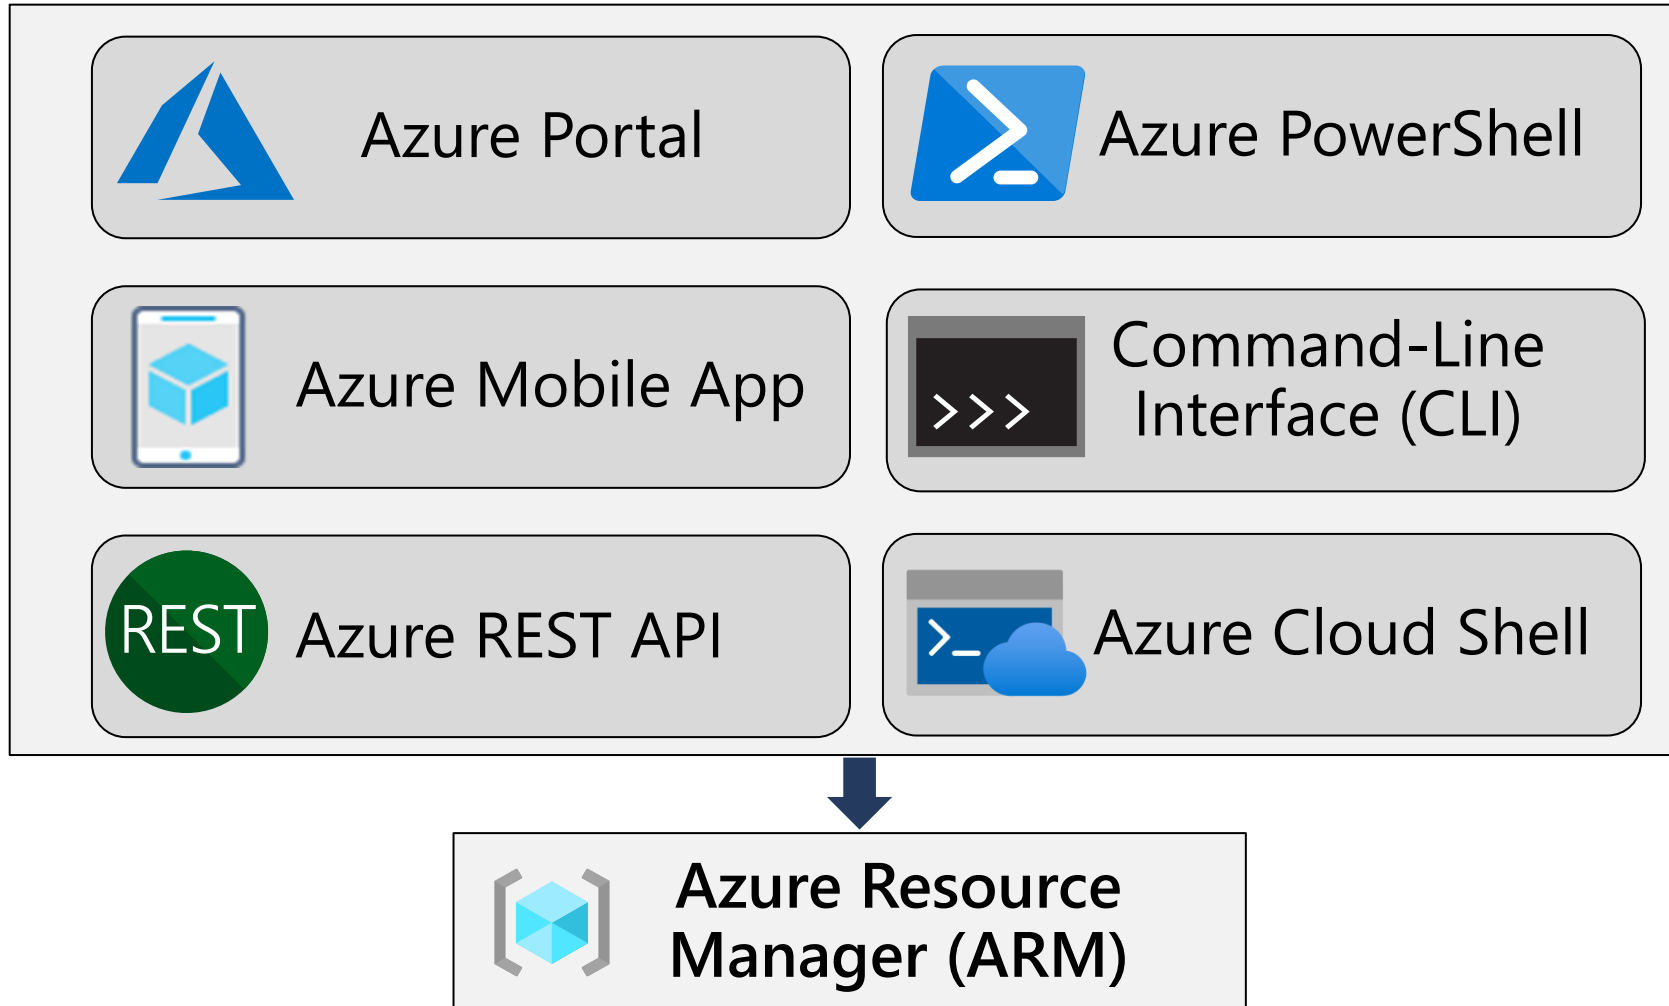 Azure Portal
Azure PowerShell
Azure Mobile App
Command-Line
Interface (CLI)
REST
Azure REST API
Azure Cloud Shell
Azure Resource
Manager (ARM)